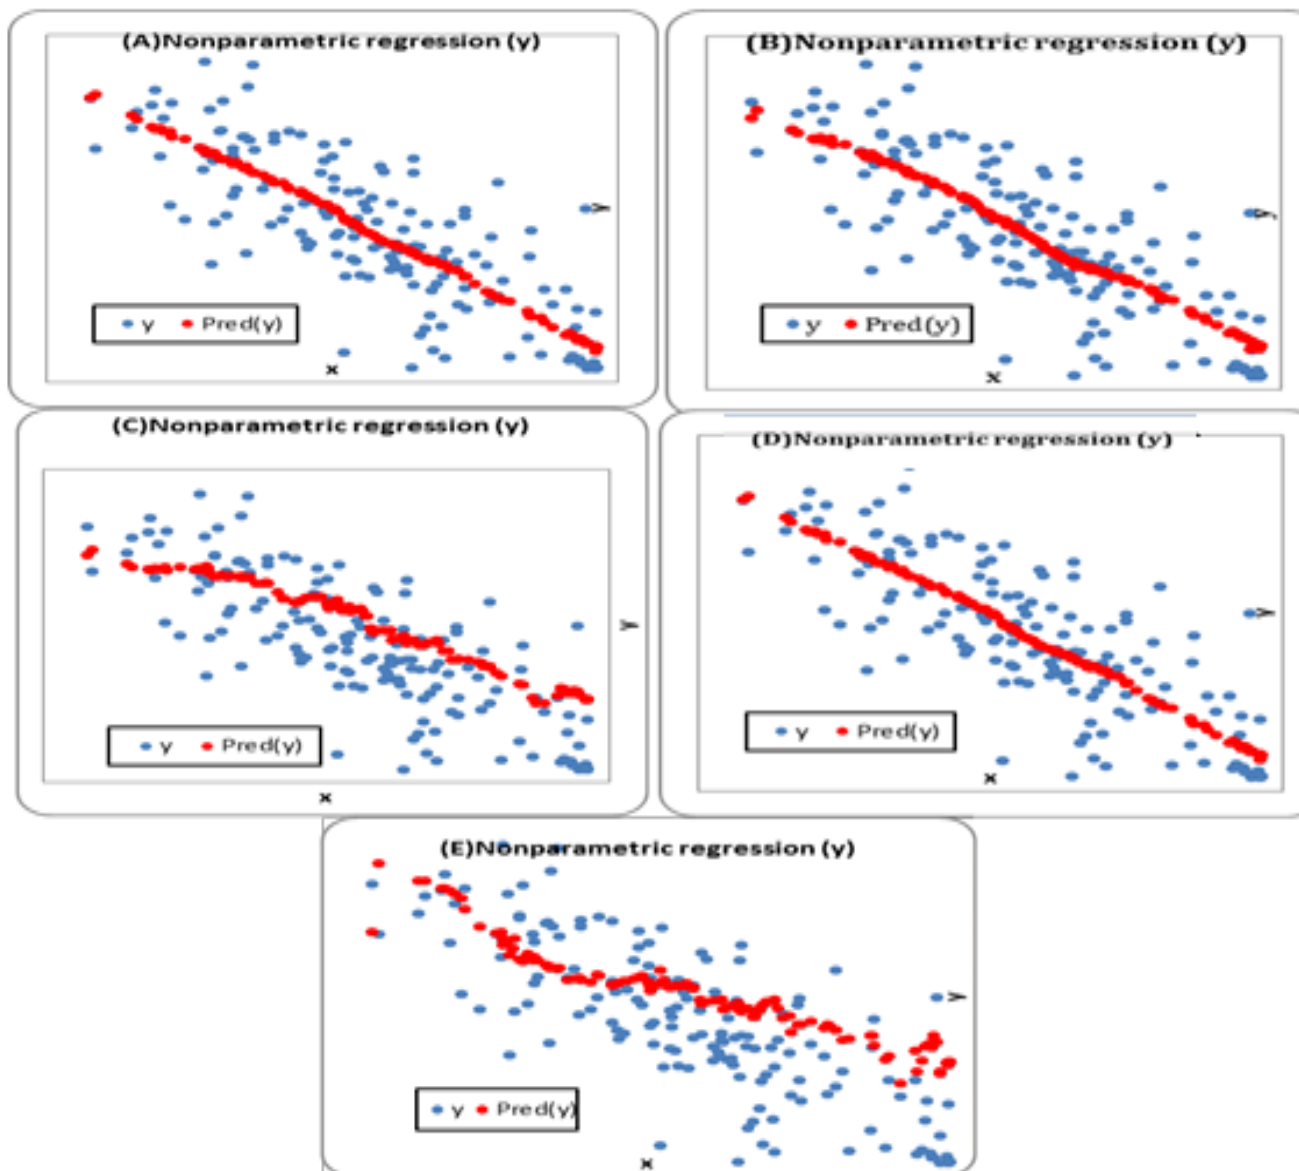 (A)Nonparametric regression (y)
y
y
Pred(y)
x
(B)Nonparametric regression (y)
y
y
Pred(y)
x
(C)Nonparametric regression (y)
y
y
Pred(y)
x
(D)Nonparametric regression (y)
y
y
Pred(y)
x
(E)Nonparametric regression (y)
y
y
Pred(y)
x